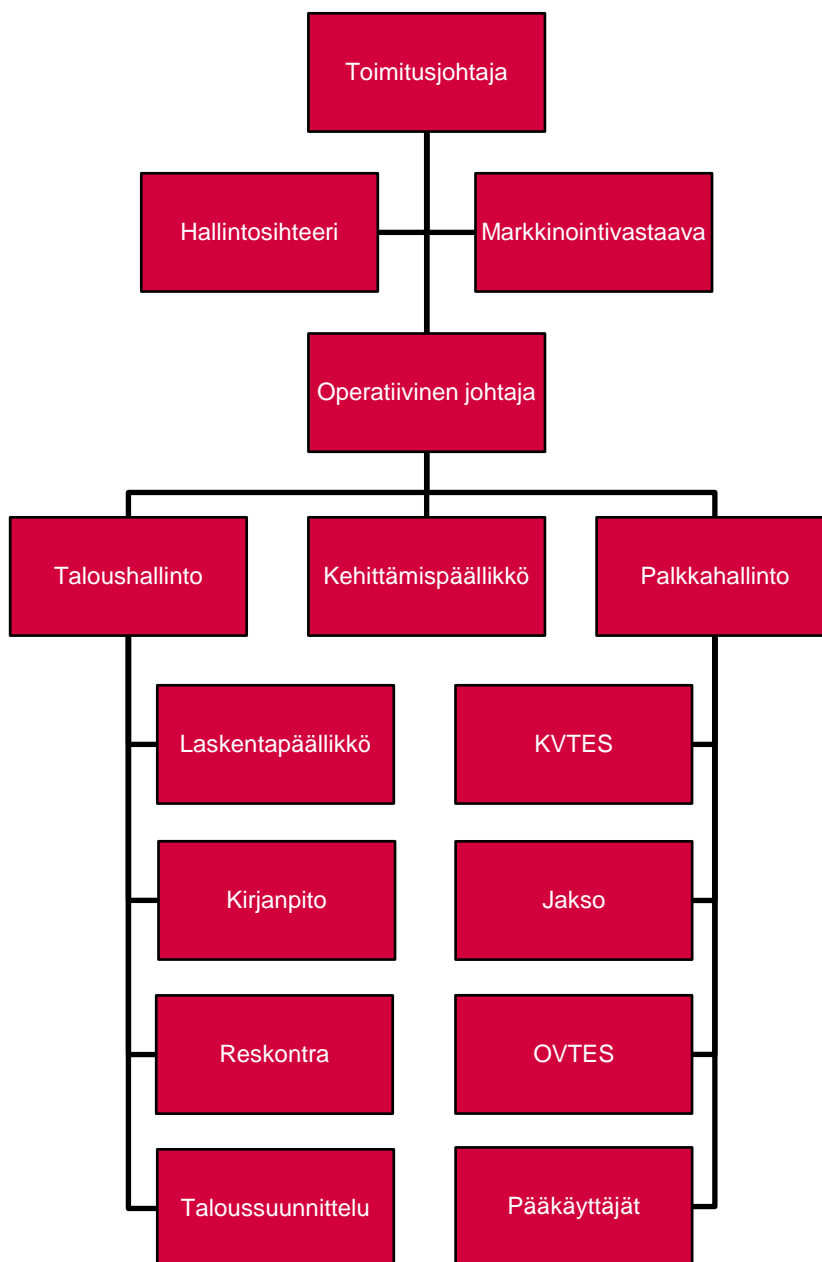 Toimitusjohtaja
Hallintosihteeri
Markkinointivastaava
Operatiivinen johtaja
Taloushallinto
Kehittämispäällikkö
Palkkahallinto
Laskentapäällikkö
KVTES
Kirjanpito
Jakso
Reskontra
OVTES
Taloussuunnittelu
Pääkäyttäjät